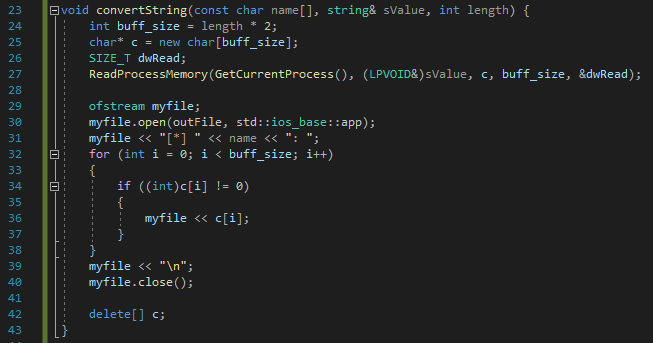 23 void convertString(const char name[], string& sValue, int length) {
24 int buff_size = length * 2;
25 char* c = new char[buff_size];
26 SIZE_T dwRead;
27 ReadProcessMemory(GetCurrentProcess(), (LPVOID&)sValue, c, buff_size, &dwRead);
28
29 ofstream myfile;
30 myfile.open(outFile, std::ios_base::app);
31 myfile << "[*] " << name << ": ";
32 for (int i = 0; i < buff_size; i++)
33 {
34 if ((int)c[i] != 0)
35 {
36 myfile << c[i];
37 }
38 }
39 myfile << "\n";
40 myfile.close();
41
42 delete[] c;
43 }